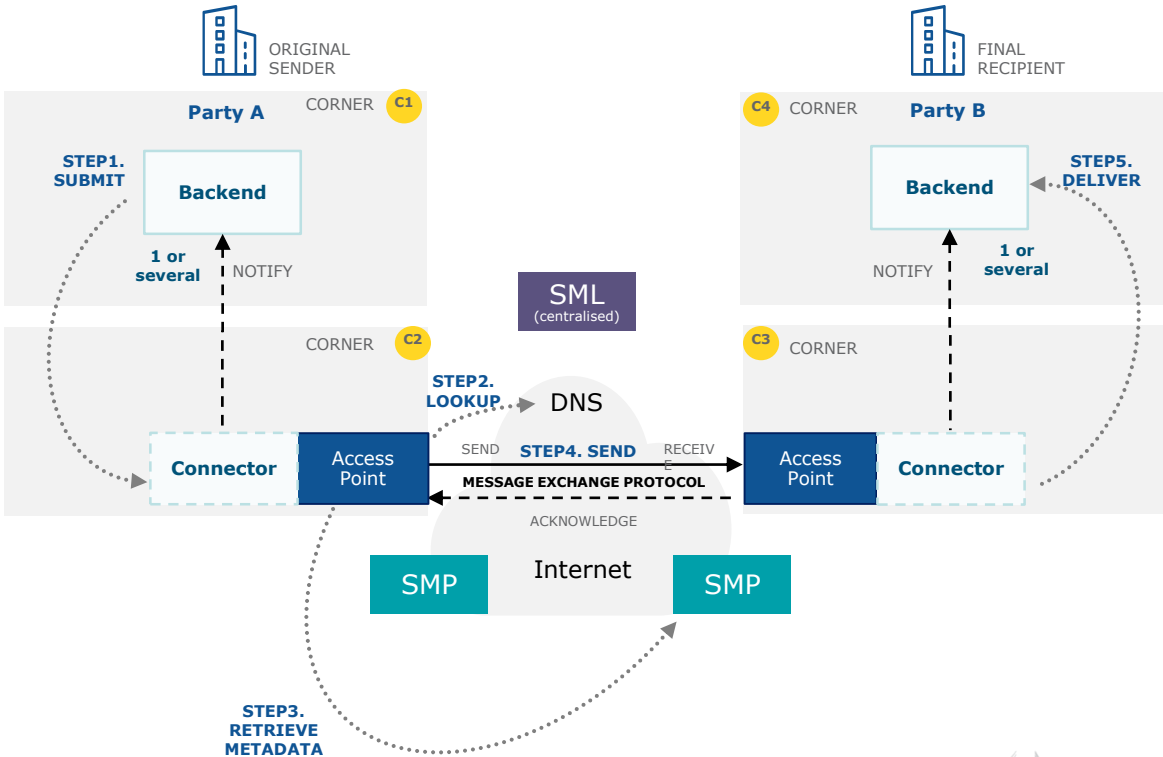 ORIGINAL
SENDER
FINAL
RECIPIENT
CORNER
C1
Party A
STEP1.
SUBMIT
Backend
1 or
several
NOTIFY
C4
CORNER
Party B
STEP5.
DELIVER
Backend
1 or
several
NOTIFY
SML
(centralised)
CORNER
C2
C3
CORNER
STEP2.
LOOKUP
DNS
Connector
Access
Point
SEND
STEP4. SEND
RECEIV
E
MESSAGE EXCHANGE PROTOCOL
ACKNOWLEDGE
Access
Point
Connector
Internet
SMP
SMP
STEP3.
RETRIEVE
METADATA